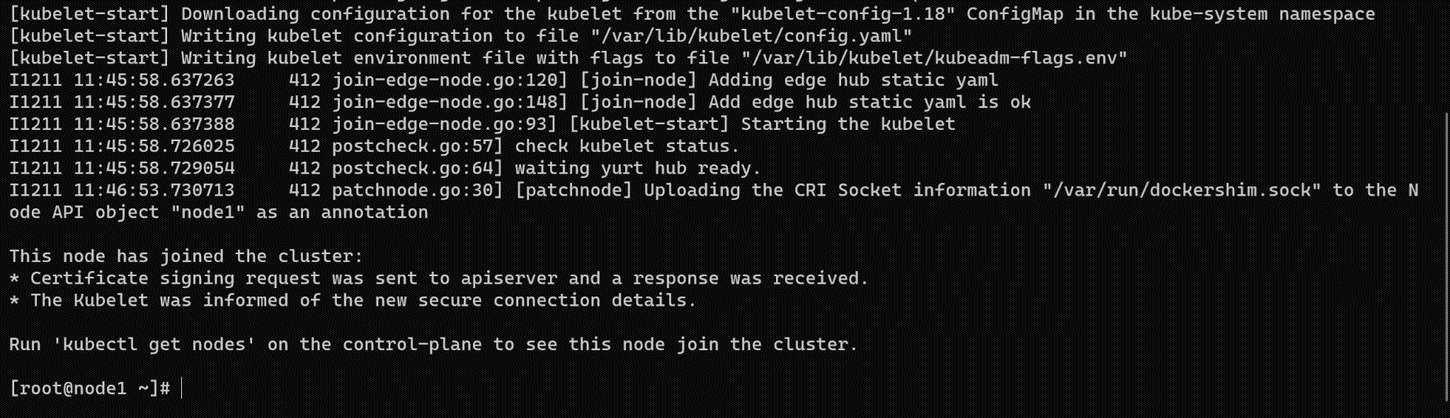 [kubelet-start] Downloading configuration for the kubelet from the "kubelet-config-1.18" ConfigMap in the kube-system namespace
[kubelet-start] Writing kubelet configuration to file "/var/lib/kubelet/config.yaml"
[kubelet-start] Writing kubelet environment file with flags to file "/var/lib/kubelet/kubeadm-flags.env"
I1211 11:45:58.637263     412 join-edge-node.go:120] [join-node] Adding edge hub static yaml
I1211 11:45:58.637377     412 join-edge-node.go:148] [join-node] Add edge hub static yaml is ok
I1211 11:45:58.637388     412 join-edge-node.go:93] [kubelet-start] Starting the kubelet
I1211 11:45:58.726025     412 postcheck.go:57] check kubelet status.
I1211 11:45:58.729054     412 postcheck.go:64] waiting yurt hub ready.
I1211 11:46:53.730713     412 patchnode.go:30] [patchnode] Uploading the CRI Socket information "/var/run/dockershim.sock" to the N
ode API object "node1" as an annotation
This node has joined the cluster:
* Certificate signing request was sent to apiserver and a response was received.
* The Kubelet was informed of the new secure connection details.
Run 'kubectl get nodes' on the control-plane to see this node join the cluster.
[root@node1 ~]#